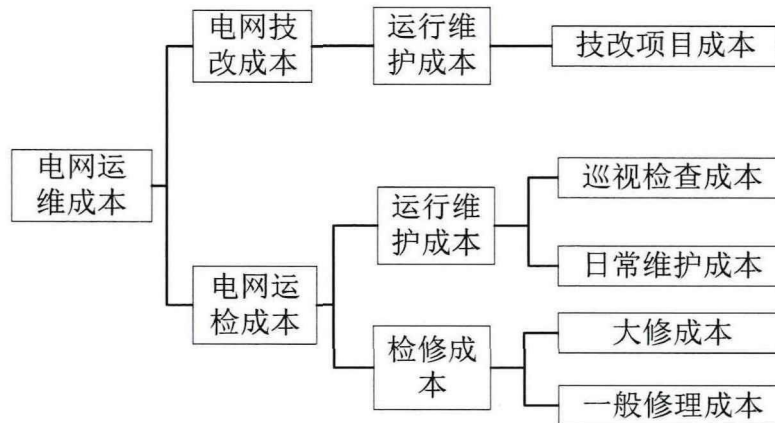 电网技
改成本
运行维
护成本
技改项目成本
电网运
维成本
巡视检查成本
运行维
护成本
日常维护成本
电网运
检成本
大修成本
检修成
本
一般修理成本